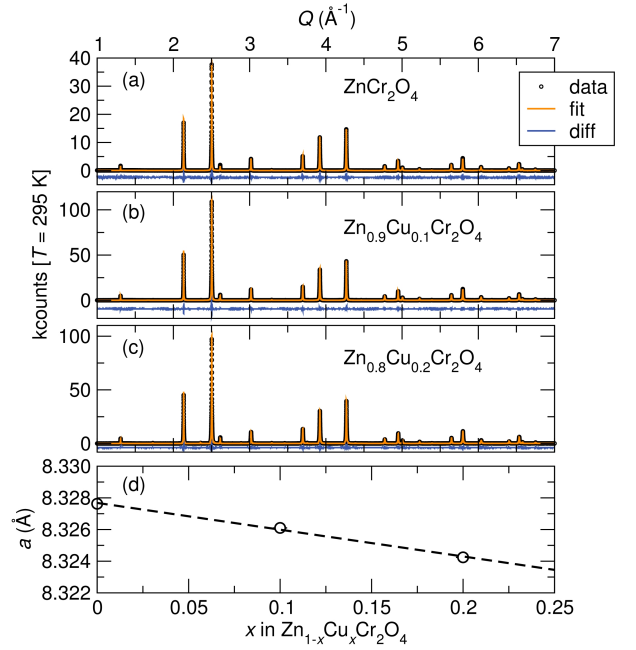 Q (Å⁻¹)
1 2 3 4 5 6 7
40 (a) ZnCr₂O₄
30
20
10
0
data
fit
diff
kcounts [T = 295 K]
100 (b) Zn₀.₉Cu₀.₁Cr₂O₄
50
0
100 (c) Zn₀.₈Cu₀.₂Cr₂O₄
50
0
8.330 (d)
8.328
8.326
8.324
8.322
a (Å)
0 0.05 0.1 0.15 0.2 0.25
x in Zn₁₋ₓCuₓCr₂O₄